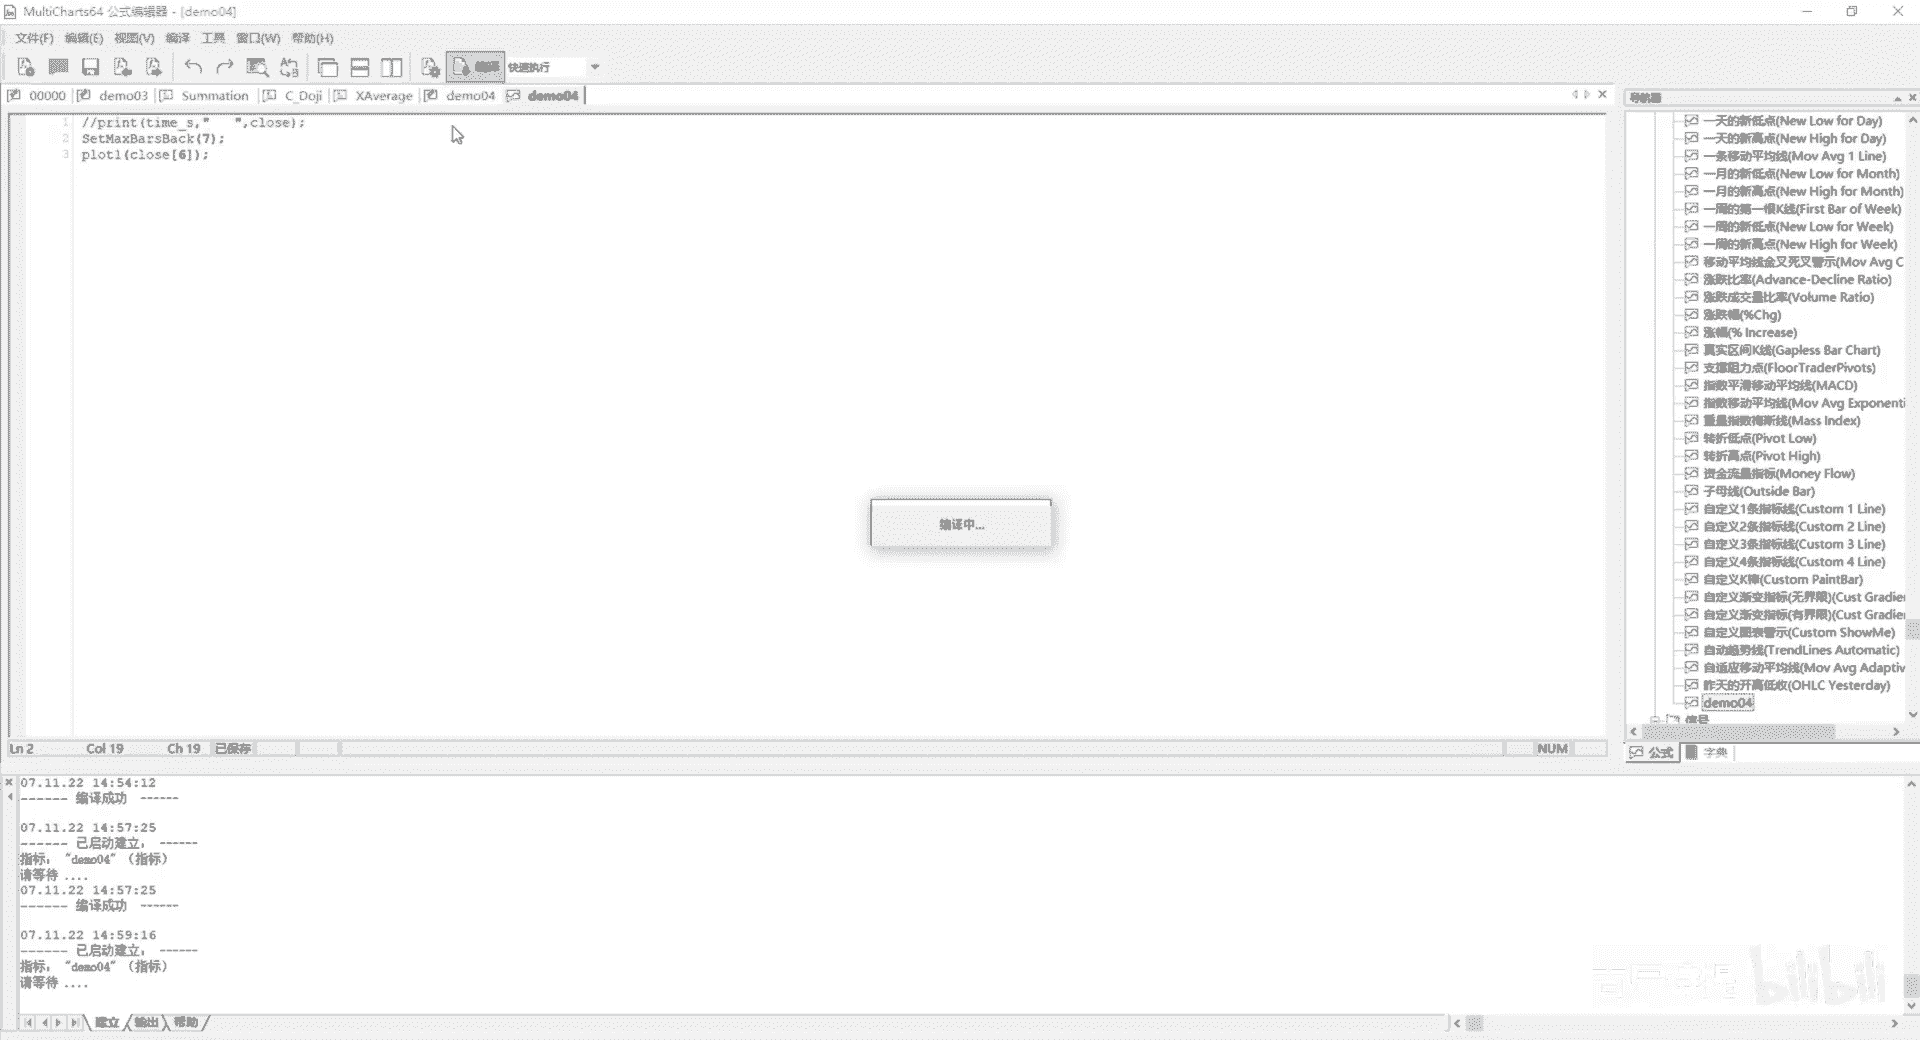 MultiCharts64 公式编辑器 - [demo04]
文件(F) 编辑(E) 视图(V) 编译 工具 窗口(W) 帮助(H)
编译 快速执行
00000 demo03 Summation C_Doji XAverage demo04 demo04
1 //print(time_s,"   ",close);
2 SetMaxBarsBack(7);
3 plot1(close[6]);
编译中...
Ln 2 Col 19 Ch 19 已保存 NUM
导航器
一天的新低点(New Low for Day)
一天的新高点(New High for Day)
一条移动平均线(Mov Avg 1 Line)
一月的新低点(New Low for Month)
一月的新高点(New High for Month)
一周的第一根K线(First Bar of Week)
一周的新低点(New Low for Week)
一周的新高点(New High for Week)
移动平均线金叉死叉警示(Mov Avg C
涨跌比率(Advance-Decline Ratio)
涨跌成交量比率(Volume Ratio)
涨跌幅(%Chg)
涨幅(% Increase)
真实区间K线(Gapless Bar Chart)
支撑阻力点(FloorTraderPivots)
指数平滑移动平均线(MACD)
指数移动平均线(Mov Avg Exponenti
重量指数梅斯线(Mass Index)
转折低点(Pivot Low)
转折高点(Pivot High)
资金流量指标(Money Flow)
子母线(Outside Bar)
自定义1条指标线(Custom 1 Line)
自定义2条指标线(Custom 2 Line)
自定义3条指标线(Custom 3 Line)
自定义4条指标线(Custom 4 Line)
自定义K棒(Custom PaintBar)
自定义渐变指标(无界限)(Cust Gradie
自定义渐变指标(有界限)(Cust Gradie
自定义图表警示(Custom ShowMe)
自动趋势线(TrendLines Automatic)
自适应移动平均线(Mov Avg Adaptiv
昨天的开高低收(OHLC Yesterday)
demo04
信号
公式 字典
07.11.22 14:54:12
------ 编译成功 ------
07.11.22 14:57:25
------ 已启动建立， ------
指标： "demo04" （指标）
请等待 ....
07.11.22 14:57:25
------ 编译成功 ------
07.11.22 14:59:16
------ 已启动建立， ------
指标： "demo04" （指标）
请等待 ....
建立 输出 帮助
bilibili